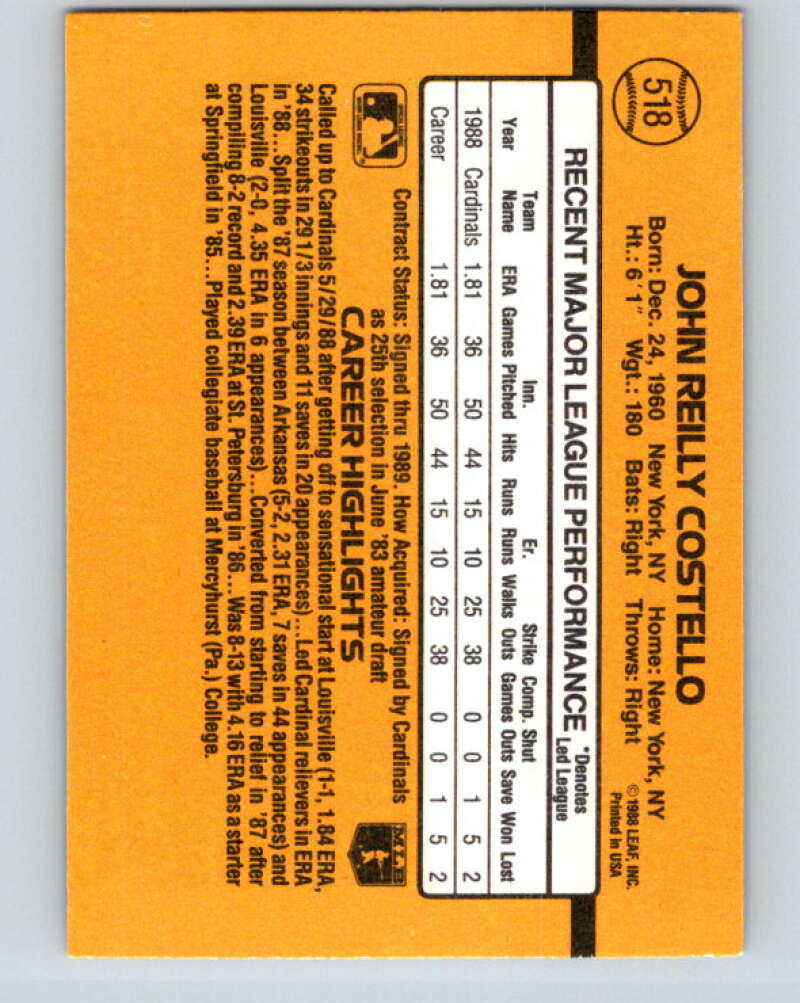 518
JOHN REILLY COSTELLO
Born: Dec. 24, 1960 New York, NY Home: New York, NY
Ht.: 6'1" Wgt.: 180 Bats: Right Throws: Right
©1988 LEAF, INC.
Printed in USA
RECENT MAJOR LEAGUE PERFORMANCE
*Denotes
Led League
Team Inn. Er. Strike Comp. Shut
Year Name ERA Games Pitched Hits Runs Runs Walks Outs Games Outs Save Won Lost
1988 Cardinals 1.81 36 50 44 15 10 25 38 0 0 1 5 2
Career 1.81 36 50 44 15 10 25 38 0 0 1 5 2
Contract Status: Signed thru 1989. How Acquired: Signed by Cardinals
as 25th selection in June '83 amateur draft
MLB
CAREER HIGHLIGHTS
Called up to Cardinals 5/29/88 after getting off to sensational start at Louisville (1-1, 1.84 ERA,
34 strikeouts in 29 1/3 innings and 11 saves in 20 appearances)...Led Cardinal relievers in ERA
in '88...Split the '87 season between Arkansas (5-2, 2.31 ERA, 7 saves in 44 appearances) and
Louisville (2-0, 4.35 ERA in 6 appearances)...Converted from starting to relief in '87 after
compiling 8-2 record and 2.39 ERA at St. Petersburg in '86...Was 8-13 with 4.16 ERA as a starter
at Springfield in '85...Played collegiate baseball at Mercyhurst (Pa.) College.